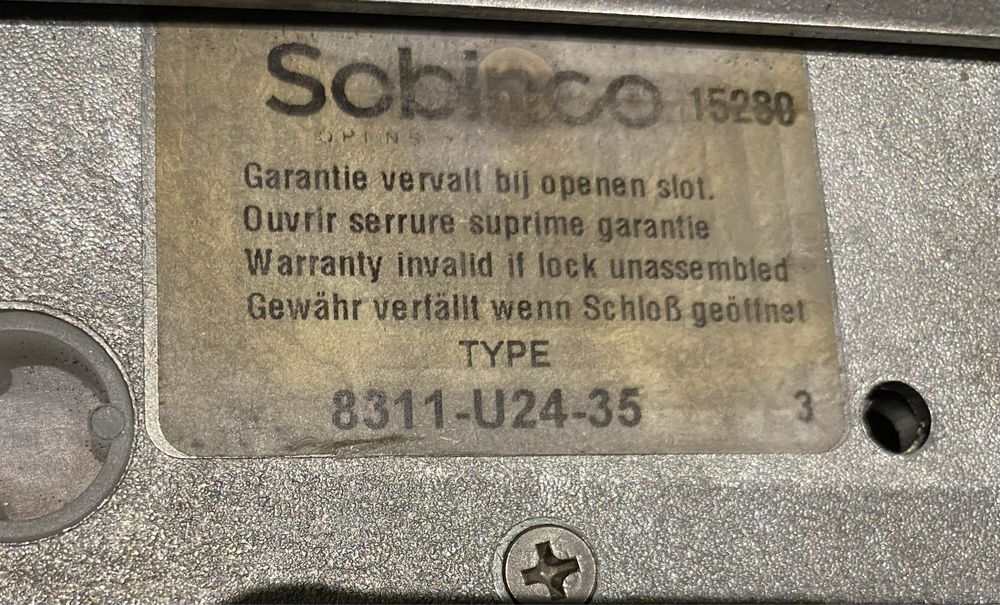 Sobinco 15280
OPENS
Garantie vervalt bij openen slot.
Ouvrir serrure suprime garantie
Warranty invalid if lock unassembled
Gewähr verfällt wenn Schloß geöffnet
TYPE
8311-U24-35 3